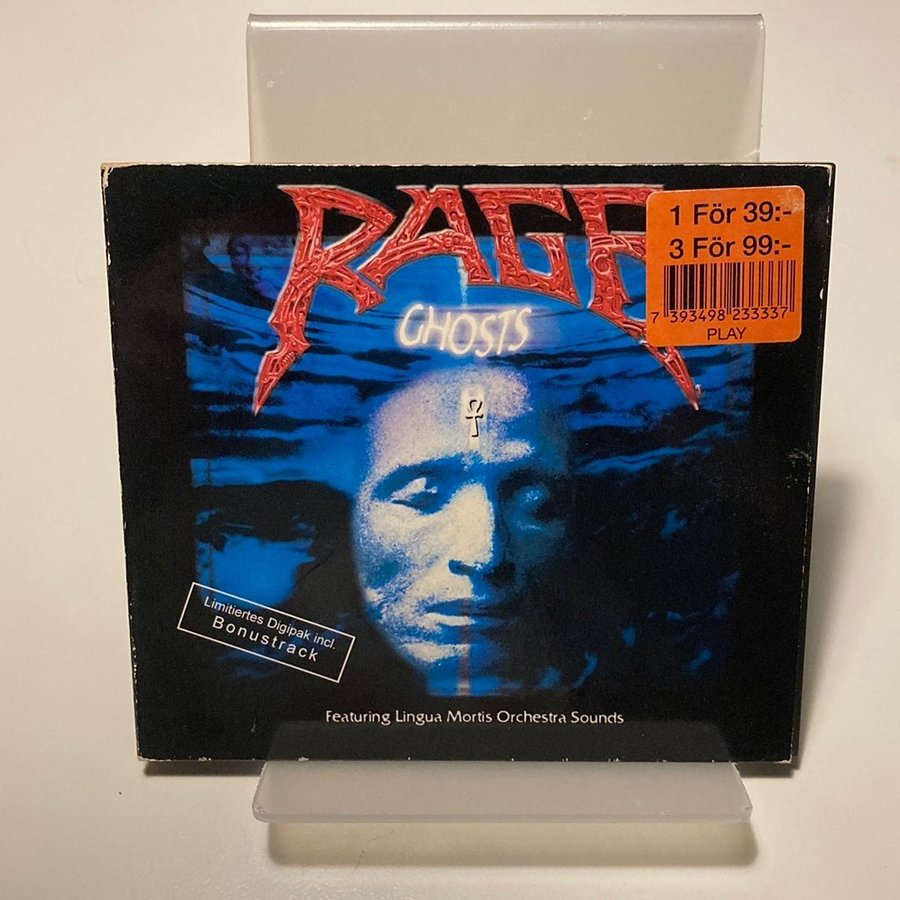 RAGE
GHOSTS
1 För 39:-
3 För 99:-
7 393498 233337
PLAY
Limitiertes Digipak incl.
Bonustrack
Featuring Lingua Mortis Orchestra Sounds